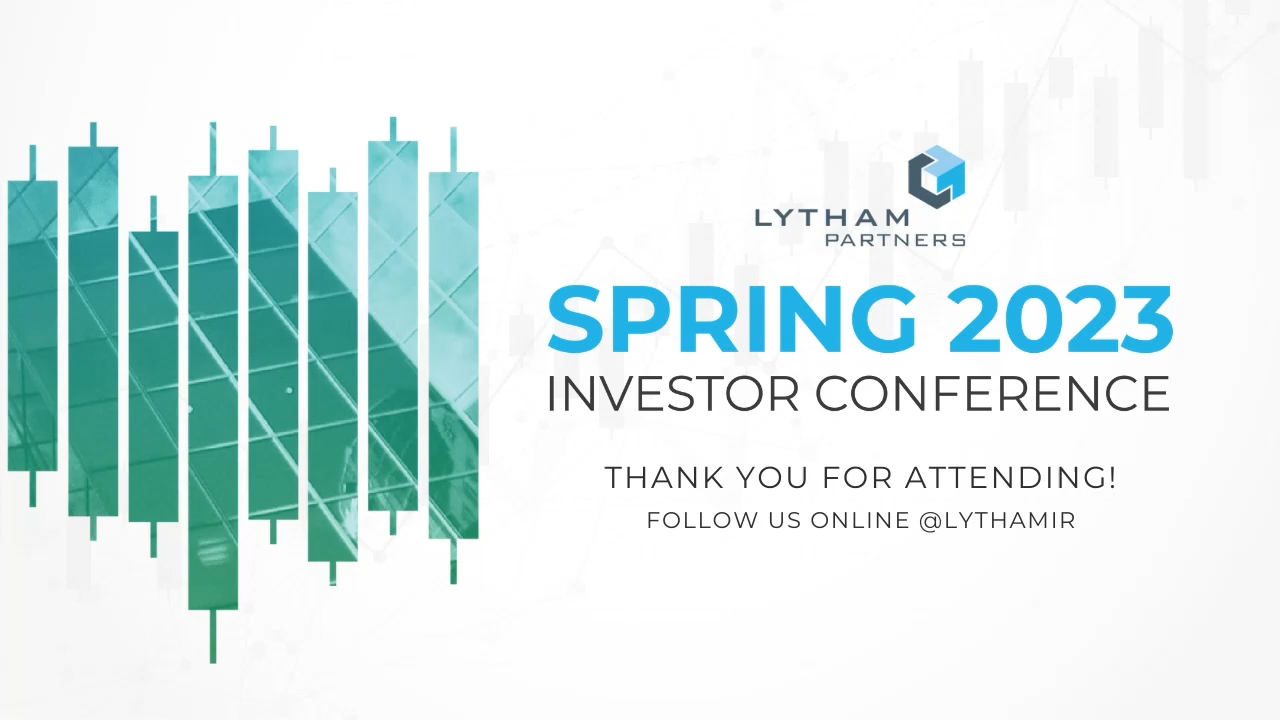 LYTHAM
PARTNERS
SPRING 2023
INVESTOR CONFERENCE
THANK YOU FOR ATTENDING!
FOLLOW US ONLINE @LYTHAMIR